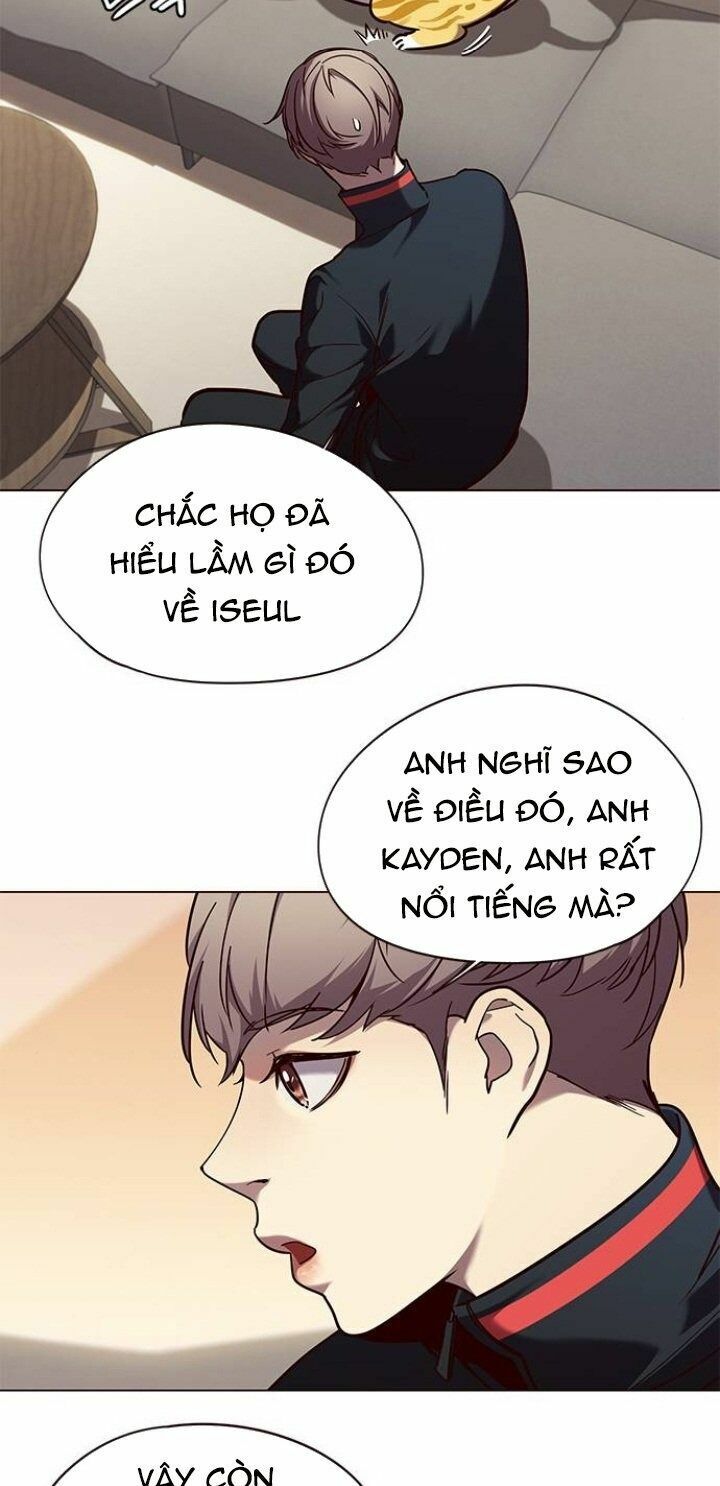 CHẮC HỌ ĐÃ
HIỂU LẦM GÌ ĐÓ
VỀ ISEUL
ANH NGHĨ SAO
VỀ ĐIỀU ĐÓ, ANH
KAYDEN, ANH RẤT
NỔI TIẾNG MÀ?
VẬY CÒN